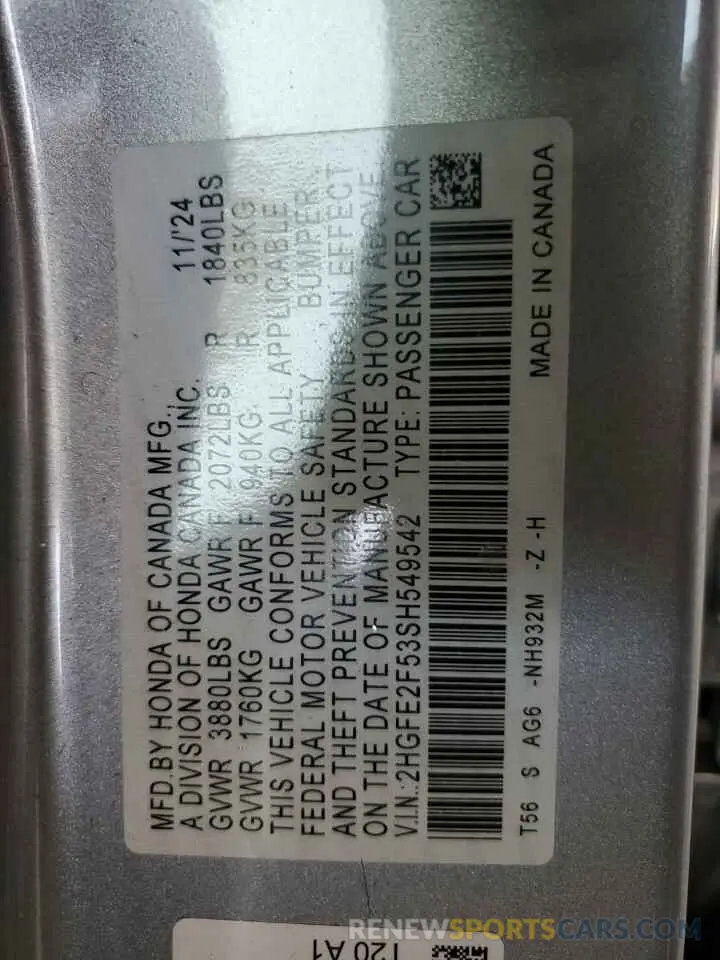 MFD.BY HONDA OF CANADA MFG.,
A DIVISION OF HONDA CANADA INC. 11/'24
GVWR 3880LBS GAWR F 2072LBS R 1840LBS
GVWR 1760KG GAWR F 940KG R 835KG
THIS VEHICLE CONFORMS TO ALL APPLICABLE
FEDERAL MOTOR VEHICLE SAFETY, BUMPER,
AND THEFT PREVENTION STANDARDS IN EFFECT
ON THE DATE OF MANUFACTURE SHOWN ABOVE.
V.I.N.:2HGFE2F53SH549542 TYPE: PASSENGER CAR
T56 S AG6 -NH932M -Z -H MADE IN CANADA
T20 A1
RENEWSPORTSCARS.COM